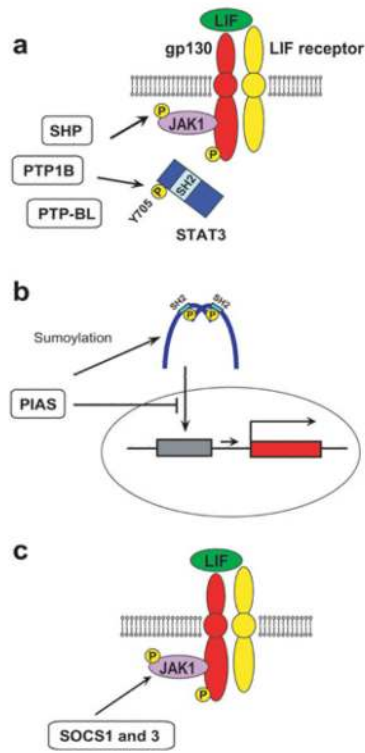 a
LIF
gp130
LIF receptor
P
JAK1
SHP
P
PTP1B
P
SH2
PTP-BL
Y705
STAT3
b
SH2
SH2
P
P
Sumoylation
PIAS
c
LIF
P
JAK1
P
SOCS1 and 3